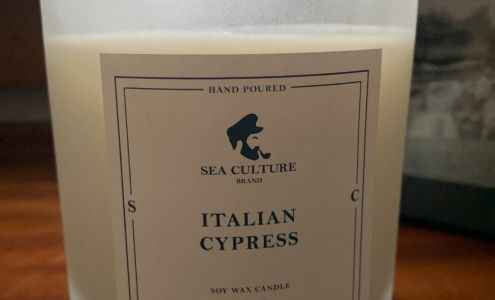 HAND POURED
SEA CULTURE
BRAND
S C
ITALIAN
CYPRESS
SOY WAX CANDLE